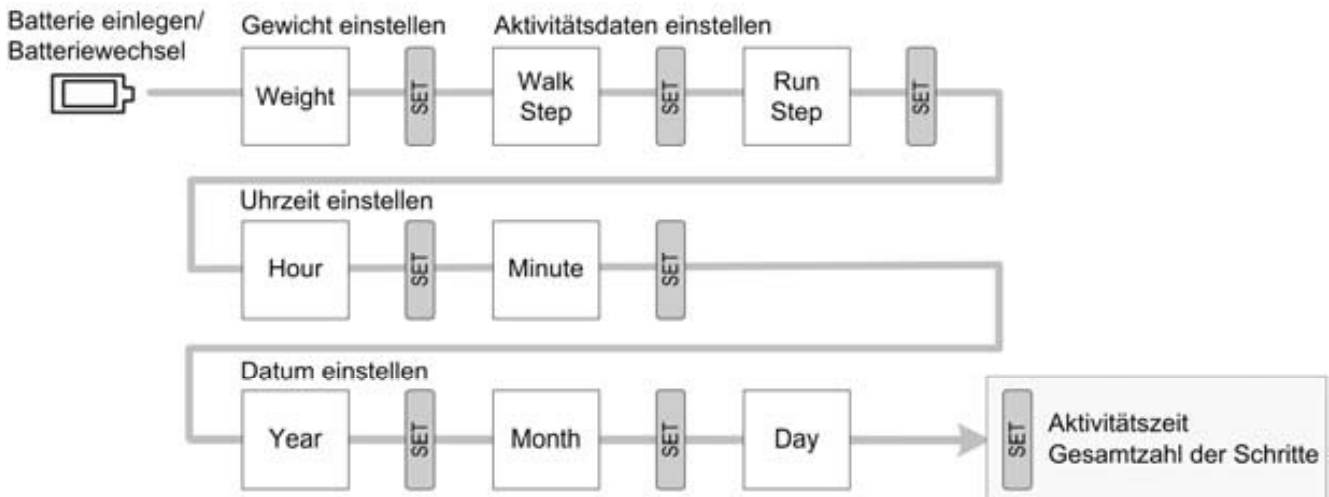 Batterie einlegen/
Batteriewechsel
Gewicht einstellen
Aktivitätsdaten einstellen
Weight
SET
Walk
Step
SET
Run
Step
SET
Uhrzeit einstellen
Hour
SET
Minute
SET
Datum einstellen
Year
SET
Month
SET
Day
SET
Aktivitätszeit
Gesamtzahl der Schritte